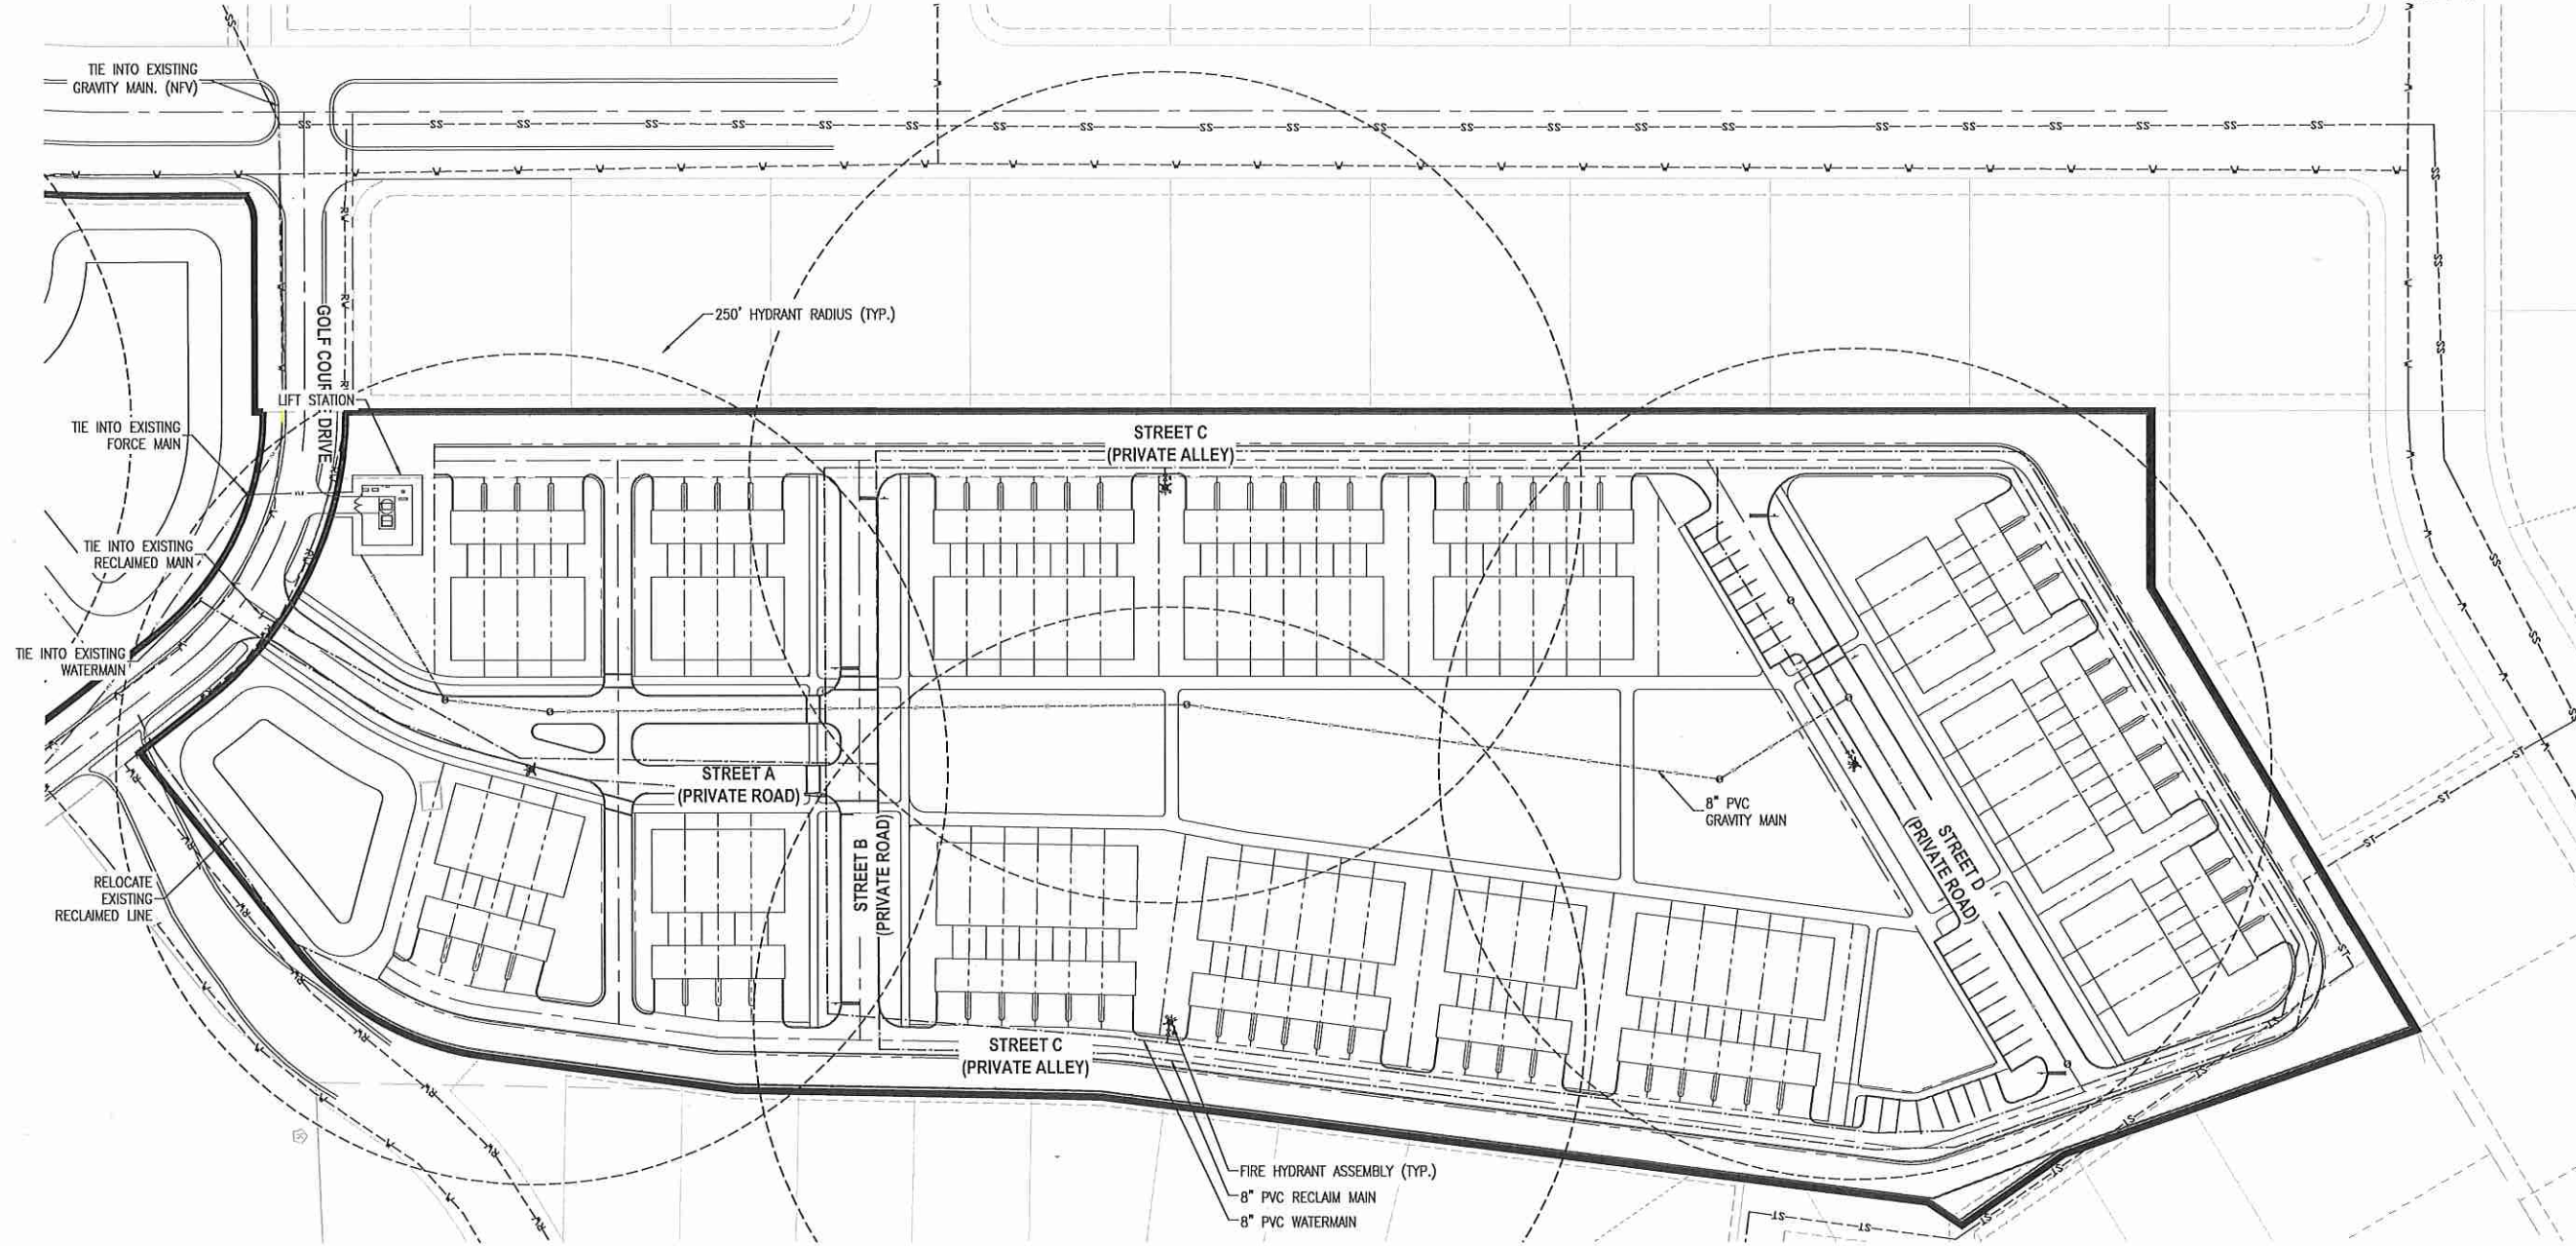 TIE INTO EXISTING
GRAVITY MAIN. (NFV)
250' HYDRANT RADIUS (TYP.)
GOLF COUR
DRIVE
LIFT STATION
TIE INTO EXISTING
FORCE MAIN
STREET C
(PRIVATE ALLEY)
TIE INTO EXISTING
RECLAIMED MAIN
TIE INTO EXISTING
WATERMAIN
STREET A
(PRIVATE ROAD)
8" PVC
GRAVITY MAIN
STREET B
(PRIVATE ROAD)
STREET D
(PRIVATE ROAD)
RELOCATE
EXISTING
RECLAIMED LINE
STREET C
(PRIVATE ALLEY)
FIRE HYDRANT ASSEMBLY (TYP.)
8" PVC RECLAIM MAIN
8" PVC WATERMAIN